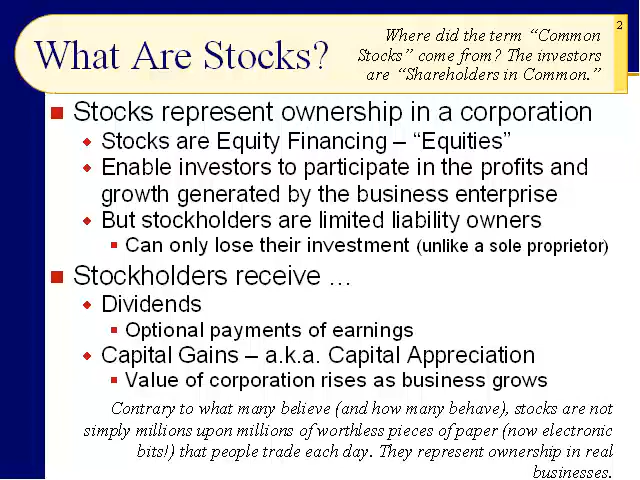 What Are Stocks?
Where did the term “Common
Stocks” come from? The investors
are “Shareholders in Common.”
2
Stocks represent ownership in a corporation
Stocks are Equity Financing – “Equities”
Enable investors to participate in the profits and
growth generated by the business enterprise
But stockholders are limited liability owners
Can only lose their investment (unlike a sole proprietor)
Stockholders receive ...
Dividends
Optional payments of earnings
Capital Gains – a.k.a. Capital Appreciation
Value of corporation rises as business grows
Contrary to what many believe (and how many behave), stocks are not
simply millions upon millions of worthless pieces of paper (now electronic
bits!) that people trade each day. They represent ownership in real
businesses.